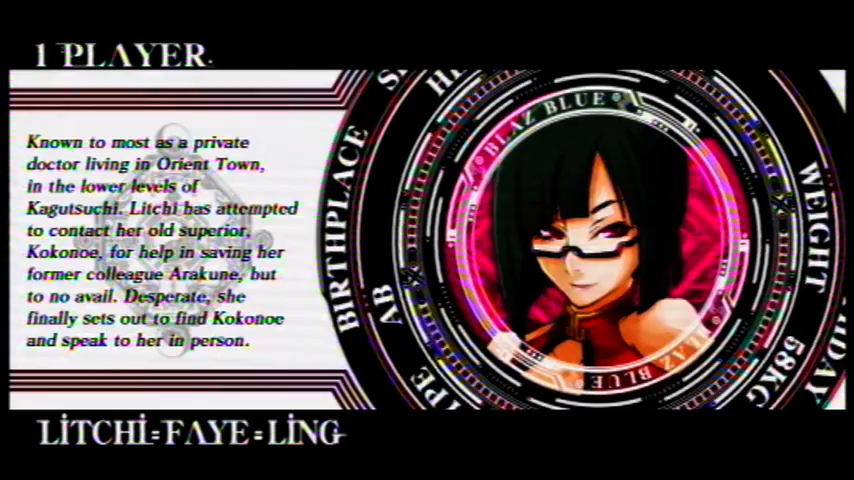 1 PLAYER.
Known to most as a private
doctor living in Orient Town,
in the lower levels of
Kagutsuchi. Litchi has attempted
to contact her old superior,
Kokonoe, for help in saving her
former colleague Arakune, but
to no avail. Desperate, she
finally sets out to find Kokonoe
and speak to her in person.
BIRTHPLACE
AB
BLAZ BLUE
BLAZ BLUE
WEIGHT
58KG
LITCHI=FAYE=LING